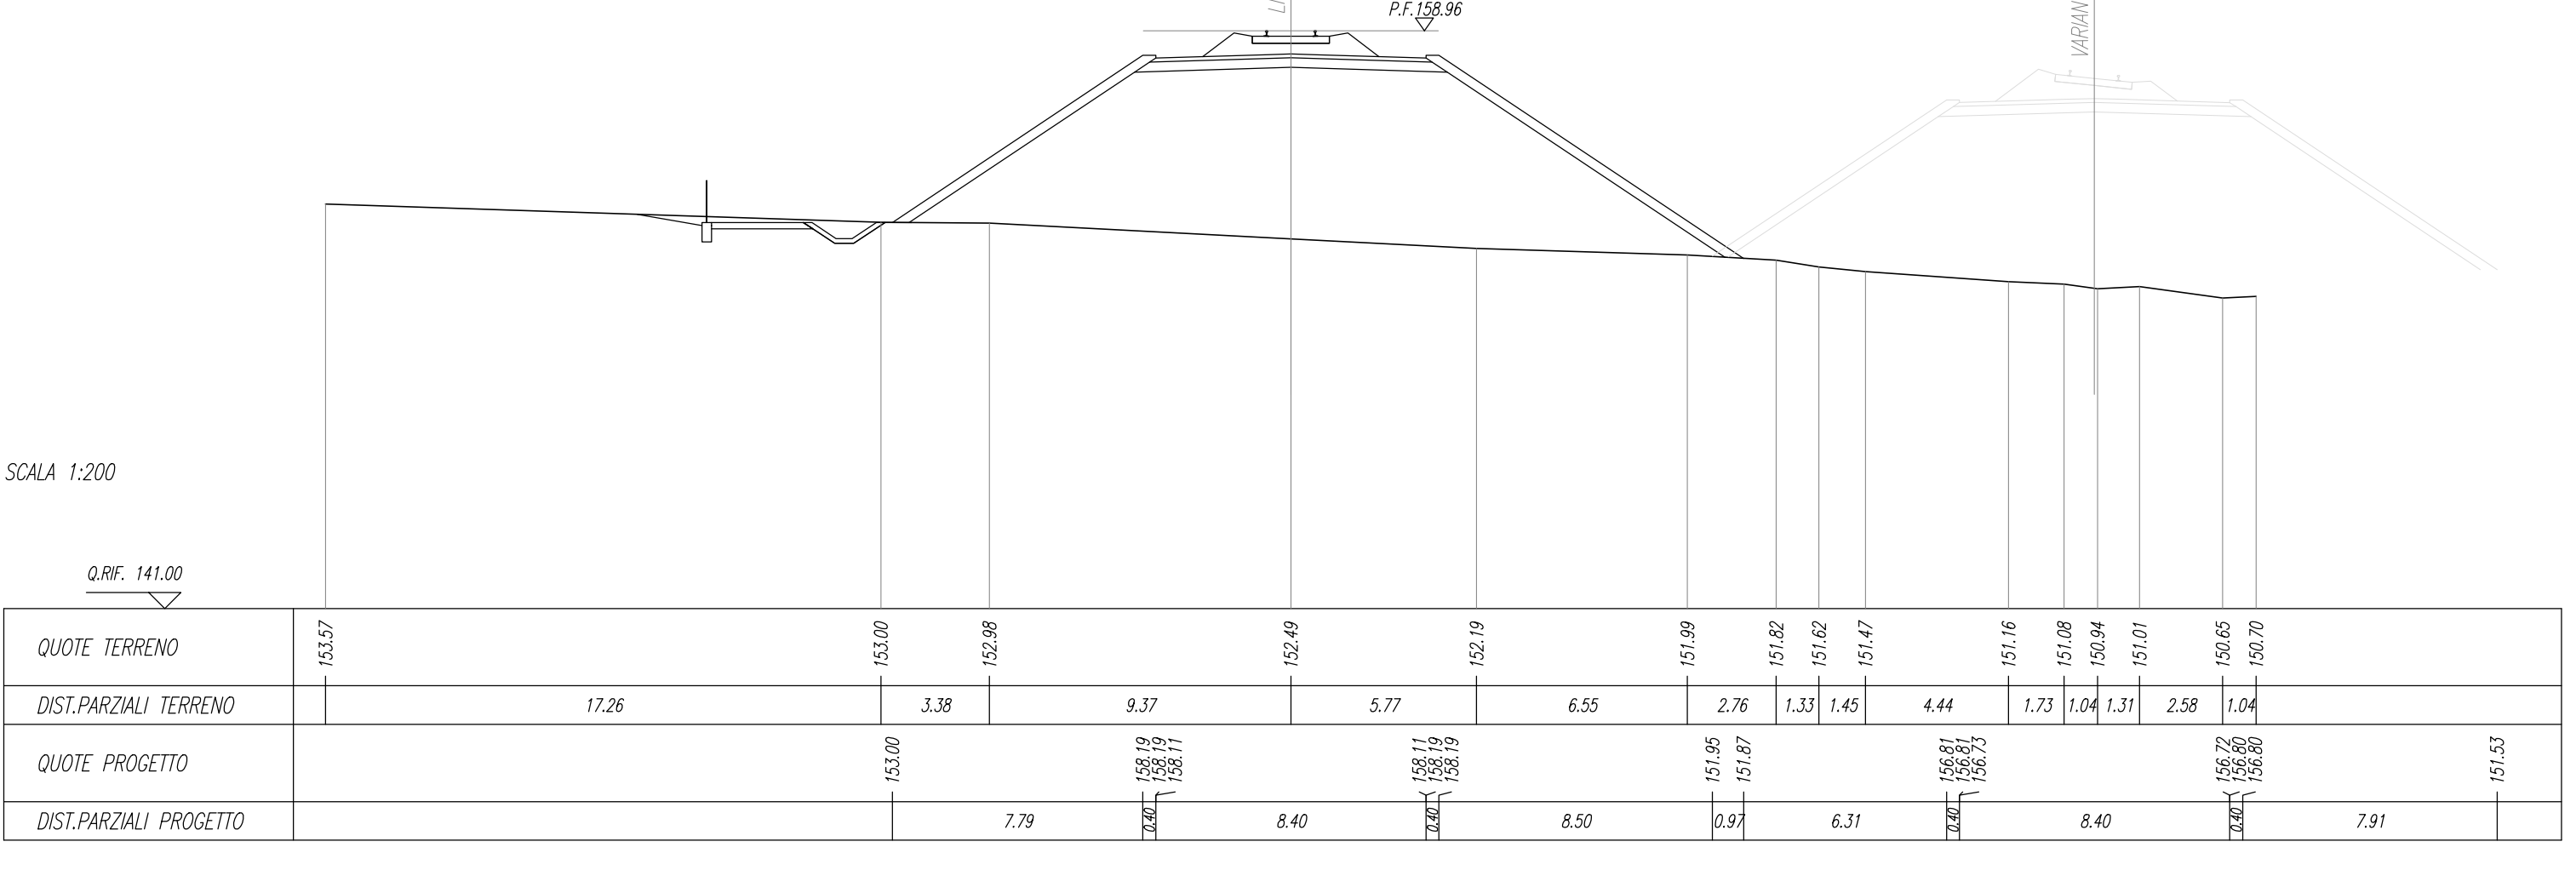 LI
P.F.158.96
VARIAN
SCALA 1:200
Q.RIF. 141.00
QUOTE TERRENO 153.57 153.00 152.98 152.49 152.19 151.99 151.82 151.62 151.47 151.16 151.08 150.94 151.01 150.65 150.70
DIST.PARZIALI TERRENO 17.26 3.38 9.37 5.77 6.55 2.76 1.33 1.45 4.44 1.73 1.04 1.31 2.58 1.04
QUOTE PROGETTO 153.00 158.19 158.19 158.11 158.11 158.19 158.19 151.95 151.87 156.81 156.81 156.73 156.72 156.80 156.80 151.53
DIST.PARZIALI PROGETTO 7.79 0.40 8.40 0.40 8.50 0.97 6.31 0.40 8.40 0.40 7.91